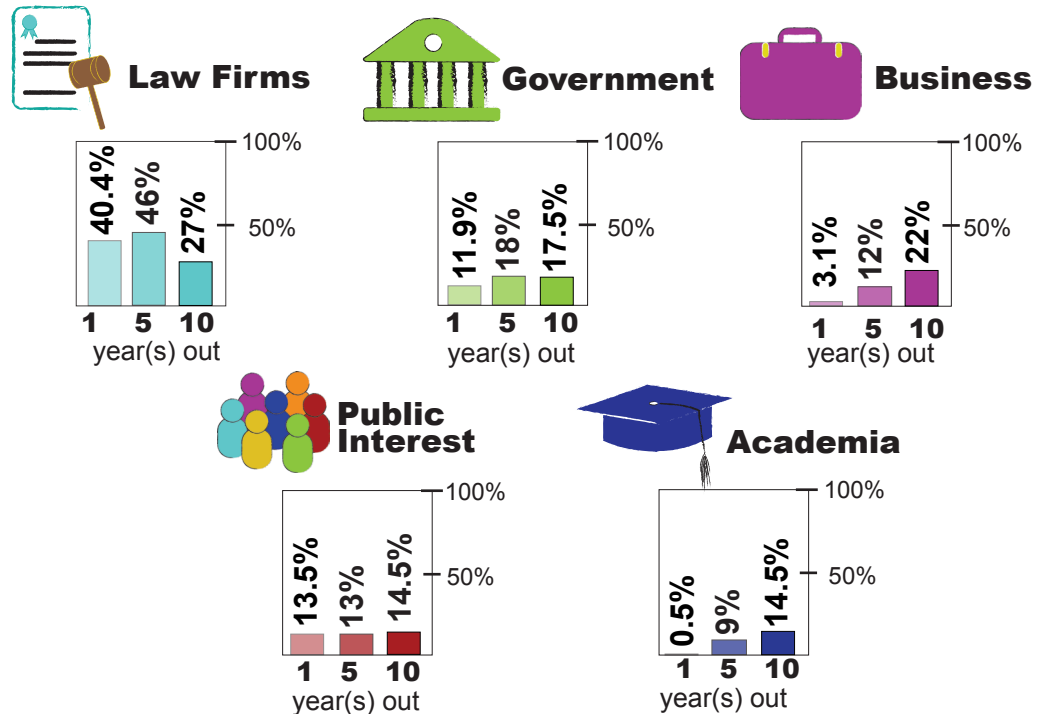 Law Firms
100%
50%
40.4%
46%
27%
1 5 10
year(s) out
Government
100%
50%
11.9%
18%
17.5%
1 5 10
year(s) out
Business
100%
50%
3.1%
12%
22%
1 5 10
year(s) out
Public
Interest
100%
50%
13.5%
13%
14.5%
1 5 10
year(s) out
Academia
100%
50%
0.5%
9%
14.5%
1 5 10
year(s) out